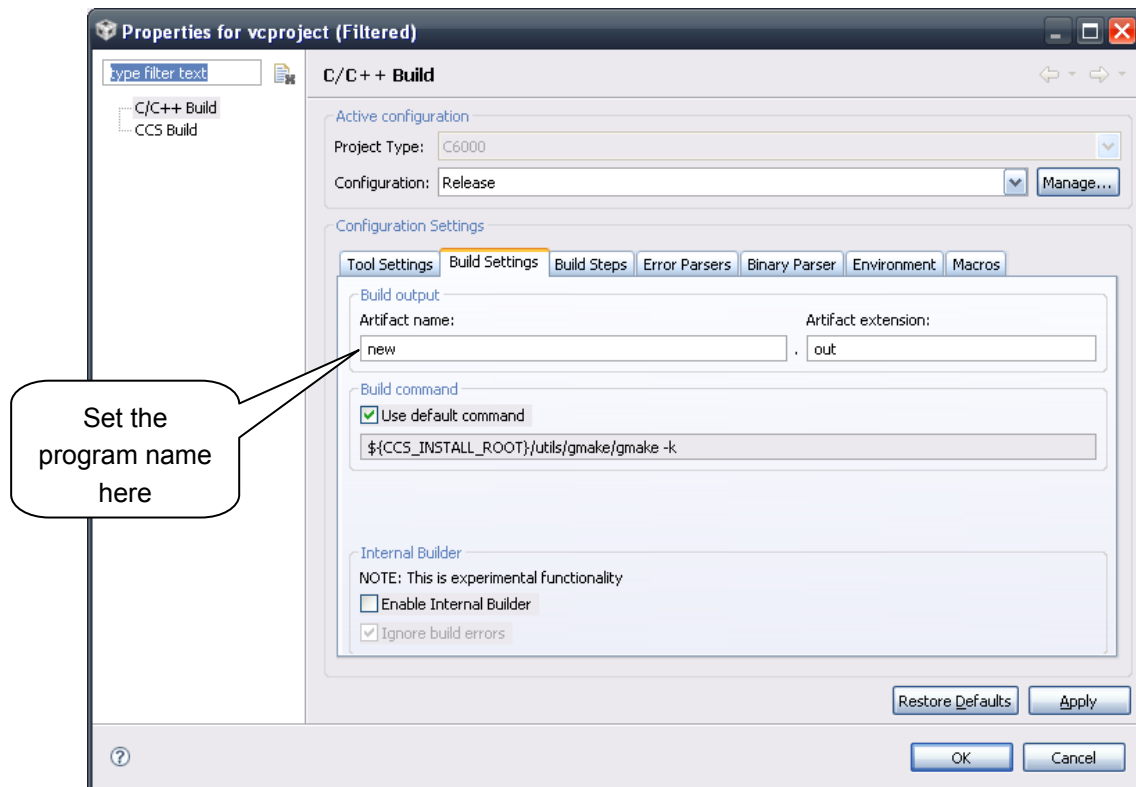 Properties for vcproject (Filtered)
type filter text
C/C++ Build
CCS Build
C/C++ Build
Active configuration
Project Type: C6000
Configuration: Release Manage...
Configuration Settings
Tool Settings Build Settings Build Steps Error Parsers Binary Parser Environment Macros
Build output
Artifact name: Artifact extension:
new . out
Build command
Use default command
${CCS_INSTALL_ROOT}/utils/gmake/gmake -k
Set the
program name
here
Internal Builder
NOTE: This is experimental functionality
Enable Internal Builder
Ignore build errors
Restore Defaults Apply
? OK Cancel